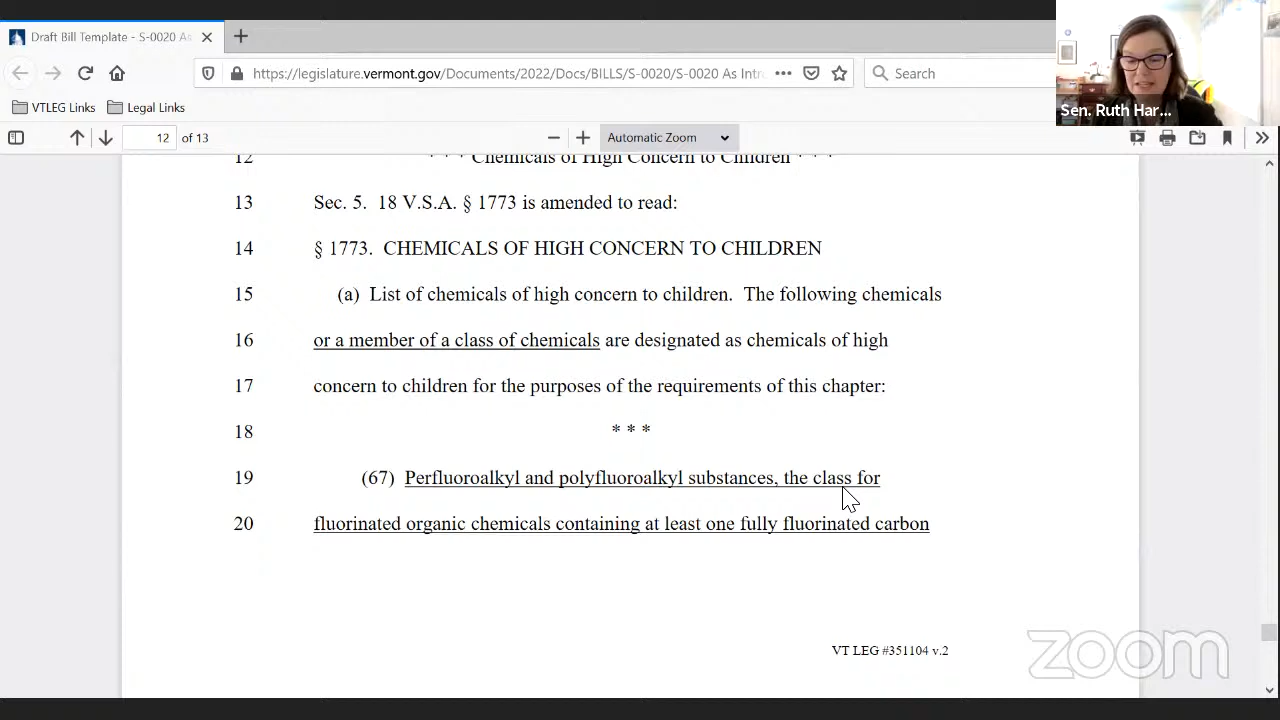 Draft Bill Template - S-0020 As
https://legislature.vermont.gov/Documents/2022/Docs/BILLS/S-0020/S-0020 As Intr
Search
VTLEG Links
Legal Links
Sen. Ruth Har...
12 of 13
Automatic Zoom
12 * * * Chemicals of High Concern to Children * * *
13 Sec. 5. 18 V.S.A. § 1773 is amended to read:
14 § 1773. CHEMICALS OF HIGH CONCERN TO CHILDREN
15 (a) List of chemicals of high concern to children. The following chemicals
16 or a member of a class of chemicals are designated as chemicals of high
17 concern to children for the purposes of the requirements of this chapter:
18 * * *
19 (67) Perfluoroalkyl and polyfluoroalkyl substances, the class for
20 fluorinated organic chemicals containing at least one fully fluorinated carbon
VT LEG #351104 v.2
zoom